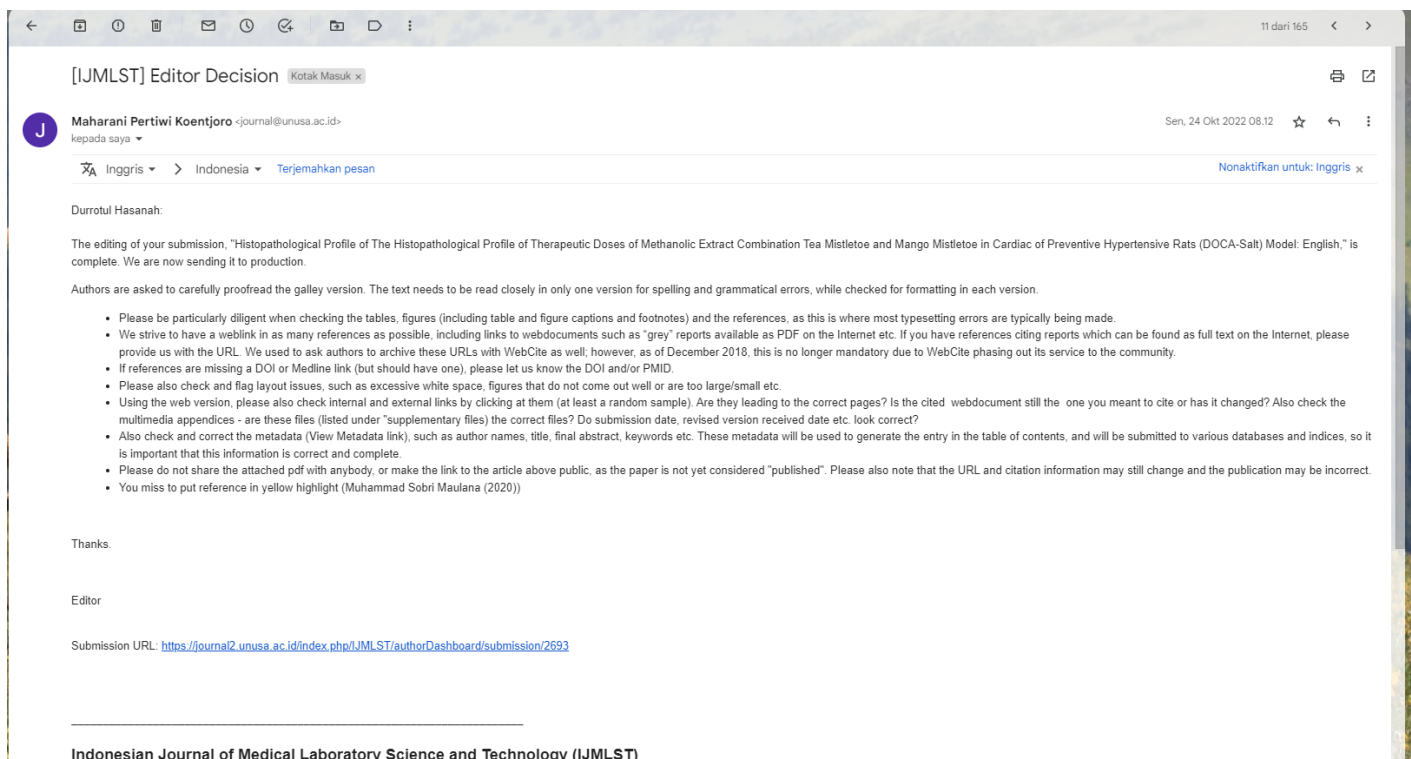 11 dari 165
[IJMLST] Editor Decision Kotak Masuk ×
J
Maharani Pertiwi Koentjoro <journal@unusa.ac.id>
Sen, 24 Okt 2022 08.12
kepada saya
Inggris > Indonesia Terjemahkan pesan
Nonaktifkan untuk: Inggris ×
Durrotul Hasanah:
The editing of your submission, "Histopathological Profile of The Histopathological Profile of Therapeutic Doses of Methanolic Extract Combination Tea Mistletoe and Mango Mistletoe in Cardiac of Preventive Hypertensive Rats (DOCA-Salt) Model: English," is
complete. We are now sending it to production.
Authors are asked to carefully proofread the galley version. The text needs to be read closely in only one version for spelling and grammatical errors, while checked for formatting in each version.
• Please be particularly diligent when checking the tables, figures (including table and figure captions and footnotes) and the references, as this is where most typesetting errors are typically being made.
• We strive to have a weblink in as many references as possible, including links to webdocuments such as “grey” reports available as PDF on the Internet etc. If you have references citing reports which can be found as full text on the Internet, please
provide us with the URL. We used to ask authors to archive these URLs with WebCite as well; however, as of December 2018, this is no longer mandatory due to WebCite phasing out its service to the community.
• If references are missing a DOI or Medline link (but should have one), please let us know the DOI and/or PMID.
• Please also check and flag layout issues, such as excessive white space, figures that do not come out well or are too large/small etc.
• Using the web version, please also check internal and external links by clicking at them (at least a random sample). Are they leading to the correct pages? Is the cited webdocument still the one you meant to cite or has it changed? Also check the
multimedia appendices - are these files (listed under "supplementary files) the correct files? Do submission date, revised version received date etc. look correct?
• Also check and correct the metadata (View Metadata link), such as author names, title, final abstract, keywords etc. These metadata will be used to generate the entry in the table of contents, and will be submitted to various databases and indices, so it
is important that this information is correct and complete.
• Please do not share the attached pdf with anybody, or make the link to the article above public, as the paper is not yet considered "published". Please also note that the URL and citation information may still change and the publication may be incorrect.
• You miss to put reference in yellow highlight (Muhammad Sobri Maulana (2020))
Thanks.
Editor
Submission URL: https://journal2.unusa.ac.id/index.php/IJMLST/authorDashboard/submission/2693
Indonesian Journal of Medical Laboratory Science and Technology (IJMLST)